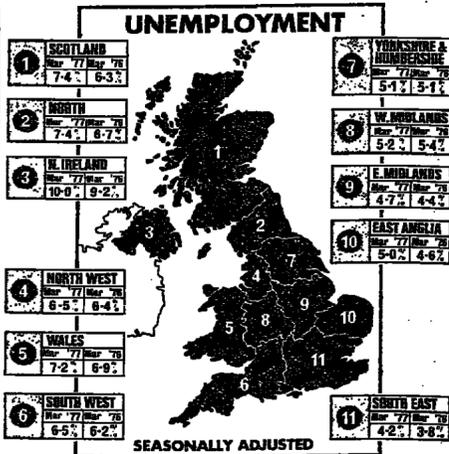 UNEMPLOYMENT
1
SCOTLAND
Mar '77 Mar '76
7·4% 6·3%
2
NORTH
Mar '77 Mar '76
7·4% 6·7%
3
N. IRELAND
Mar '77 Mar '76
10·0% 9·2%
4
NORTH WEST
Mar '77 Mar '76
6·5% 6·4%
5
WALES
Mar '77 Mar '76
7·2% 6·9%
6
SOUTH WEST
Mar '77 Mar '76
6·5% 6·2%
1
2
3
7
4
9
5
8
10
11
6
7
YORKSHIRE &
HUMBERSIDE
Mar '77 Mar '76
5·1% 5·1%
8
W. MIDLANDS
Mar '77 Mar '76
5·2% 5·4%
9
E. MIDLANDS
Mar '77 Mar '76
4·7% 4·4%
10
EAST ANGLIA
Mar '77 Mar '76
5·0% 4·6%
11
SOUTH EAST
Mar '77 Mar '76
4·2% 3·8%
SEASONALLY ADJUSTED